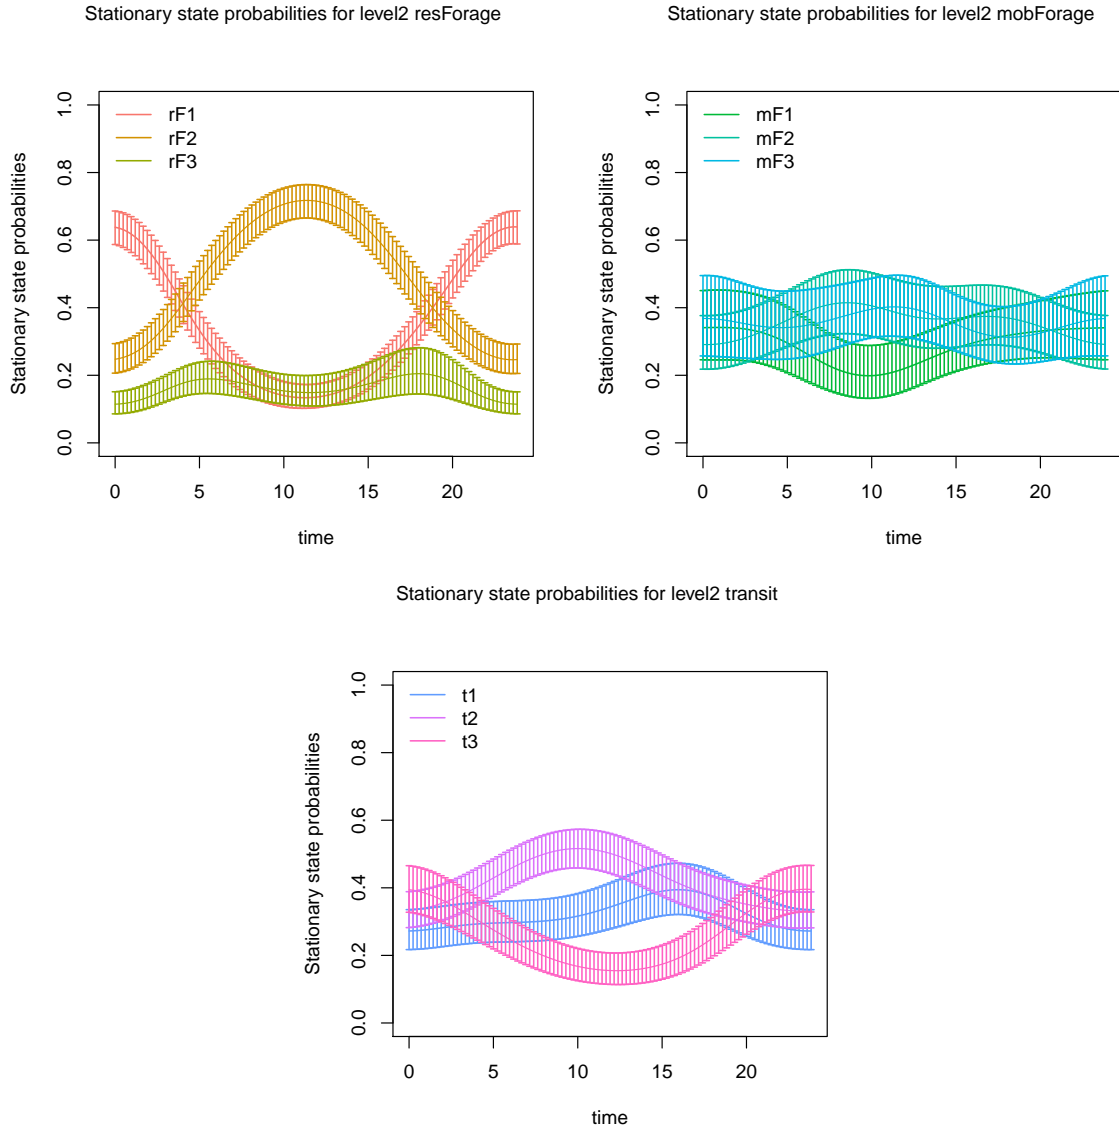 Stationary state probabilities for level2 resForage
Stationary state probabilities
0.0 0.2 0.4 0.6 0.8 1.0
rF1
rF2
rF3
0 5 10 15 20
time
Stationary state probabilities for level2 mobForage
Stationary state probabilities
0.0 0.2 0.4 0.6 0.8 1.0
mF1
mF2
mF3
0 5 10 15 20
time
Stationary state probabilities for level2 transit
Stationary state probabilities
0.0 0.2 0.4 0.6 0.8 1.0
t1
t2
t3
0 5 10 15 20
time